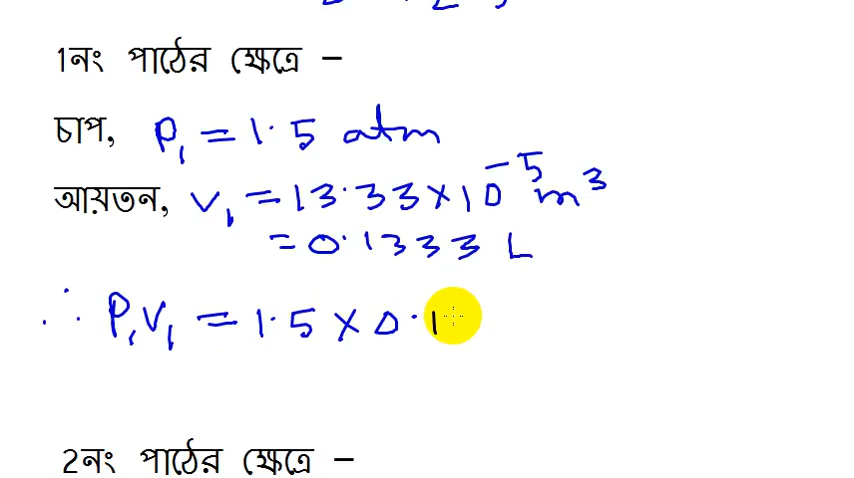 1নং পাঠের ক্ষেত্রে –
চাপ, P₁ = 1.5 atm
আয়তন, V₁ = 13.33 × 10⁻⁵ m³
= 0.1333 L
∴ P₁V₁ = 1.5 × 0.1
2নং পাঠের ক্ষেত্রে –